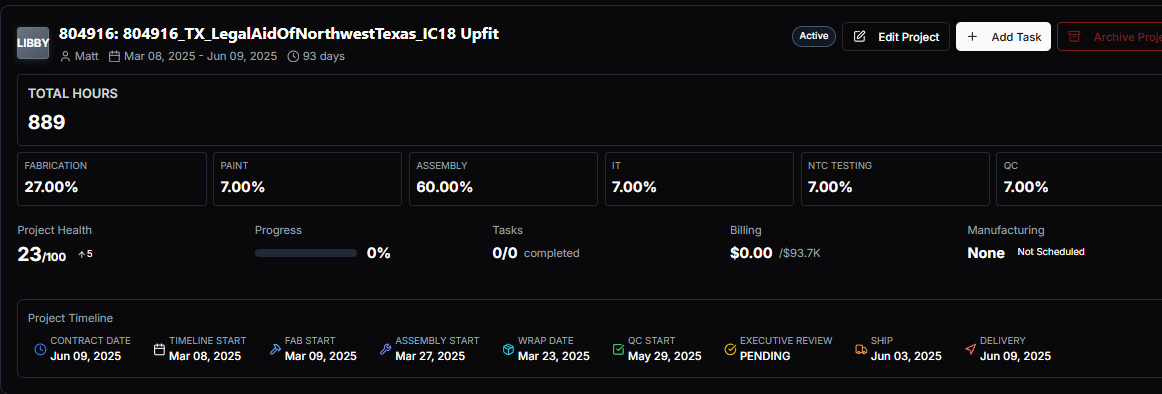 LIBBY
804916: 804916_TX_LegalAidOfNorthwestTexas_IC18 Upfit
Matt Mar 08, 2025 - Jun 09, 2025 93 days
Active Edit Project + Add Task Archive Proje
TOTAL HOURS
889
FABRICATION PAINT ASSEMBLY IT NTC TESTING QC
27.00% 7.00% 60.00% 7.00% 7.00% 7.00%
Project Health Progress Tasks Billing Manufacturing
23/100 ↑5 0% 0/0 completed $0.00 /$93.7K None Not Scheduled
Project Timeline
CONTRACT DATE TIMELINE START FAB START ASSEMBLY START WRAP DATE QC START EXECUTIVE REVIEW SHIP DELIVERY
Jun 09, 2025 Mar 08, 2025 Mar 09, 2025 Mar 27, 2025 Mar 23, 2025 May 29, 2025 PENDING Jun 03, 2025 Jun 09, 2025